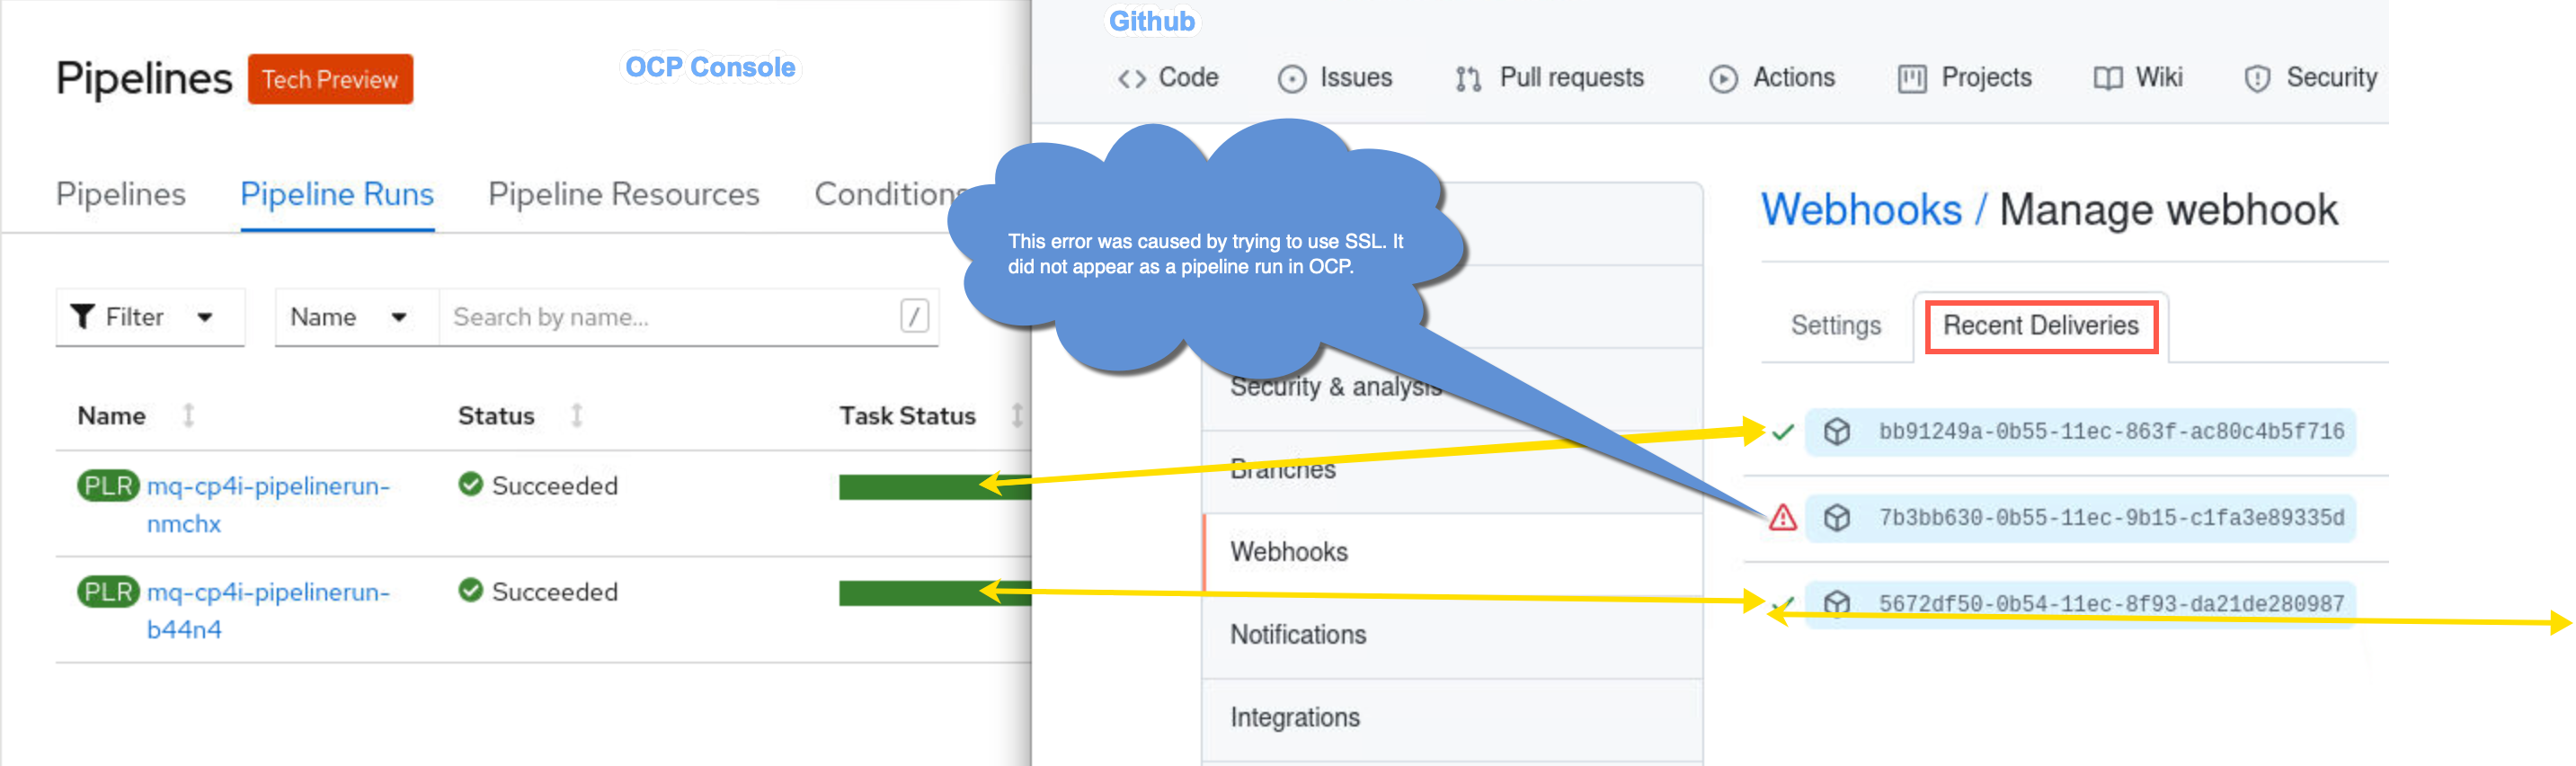 OCP Console
Pipelines Tech Preview
Pipelines Pipeline Runs Pipeline Resources Conditions
Filter Name Search by name... /
Name Status Task Status
PLR mq-cp4i-pipelinerun-
nmchx
Succeeded
PLR mq-cp4i-pipelinerun-
b44n4
Succeeded
Github
Code Issues Pull requests Actions Projects Wiki Security
This error was caused by trying to use SSL. It
did not appear as a pipeline run in OCP.
Security & analysis
Branches
Webhooks
Notifications
Integrations
Webhooks / Manage webhook
Settings Recent Deliveries
bb91249a-0b55-11ec-863f-ac80c4b5f716
7b3bb630-0b55-11ec-9b15-c1fa3e89335d
5672df50-0b54-11ec-8f93-da21de280987